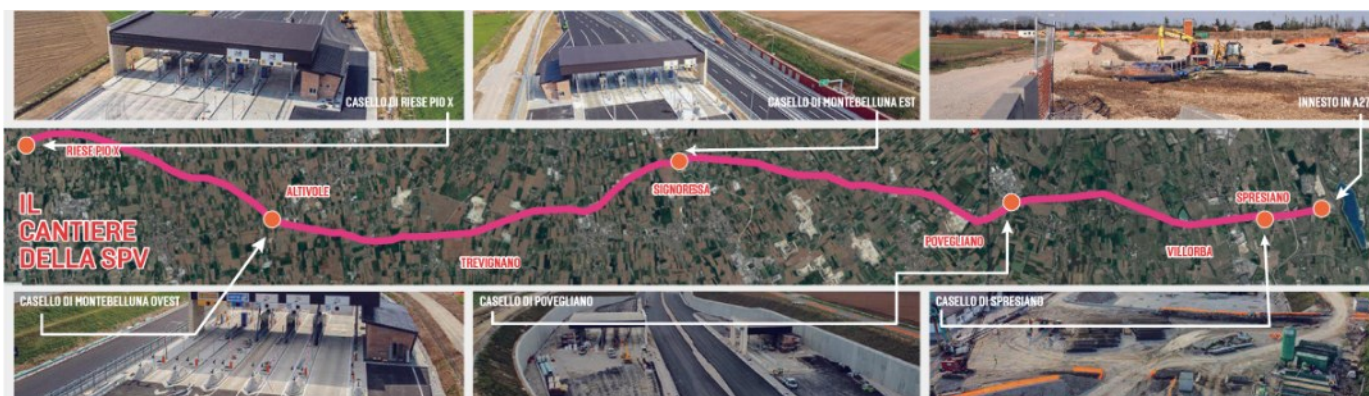 CASELLO DI RIESE PIO X
CASELLO DI MONTEBELLUNA EST
INNESTO IN A27
RIESE PIO X
ALTIVOLE
SIGNORESSA
SPRESIANO
IL
CANTIERE
DELLA SPV
TREVIGNANO
POVEGLIANO
VILLORBA
CASELLO DI MONTEBELLUNA OVEST
CASELLO DI POVEGLIANO
CASELLO DI SPRESIANO